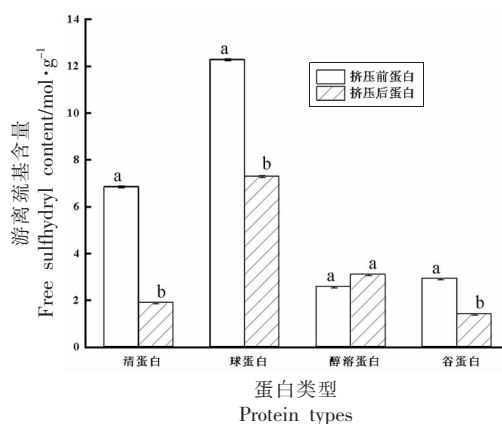 14
12
10
8
6
4
2
0
游离巯基含量
Free sulfhydryl content/mol·g⁻¹
挤压前蛋白
挤压后蛋白
a
b
a
b
a
a
a
b
清蛋白
球蛋白
醇溶蛋白
谷蛋白
蛋白类型
Protein types